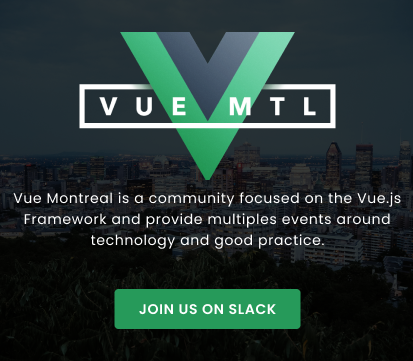 VUE MTL
Vue Montreal is a community focused on the Vue.js
Framework and provide multiples events around
technology and good practice.
JOIN US ON SLACK